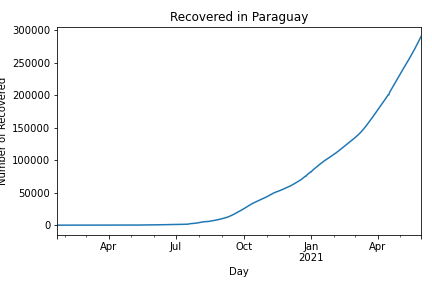 Recovered in Paraguay
300000
250000
200000
150000
100000
50000
0
Number of Recovered
Apr
Jul
Oct
Jan
2021
Apr
Day